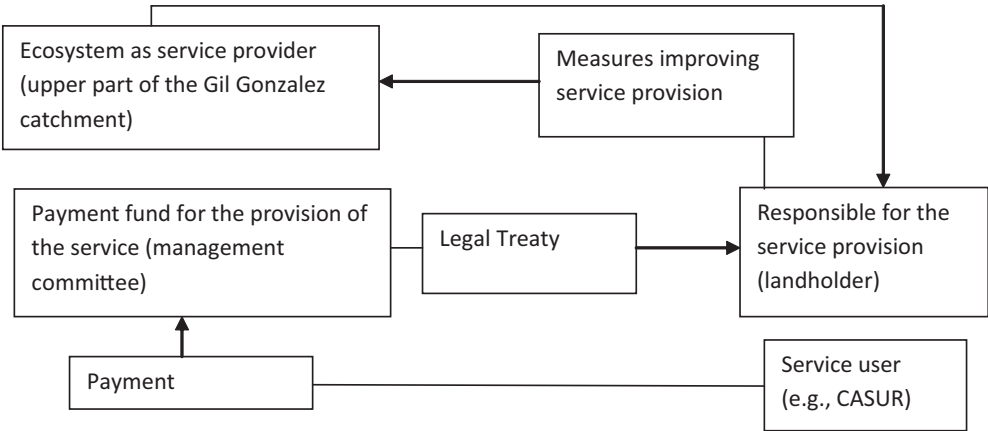 Ecosystem as service provider
(upper part of the Gil Gonzalez
catchment)
Measures improving
service provision
Payment fund for the provision of
the service (management
committee)
Legal Treaty
Responsible for the
service provision
(landholder)
Payment
Service user
(e.g., CASUR)